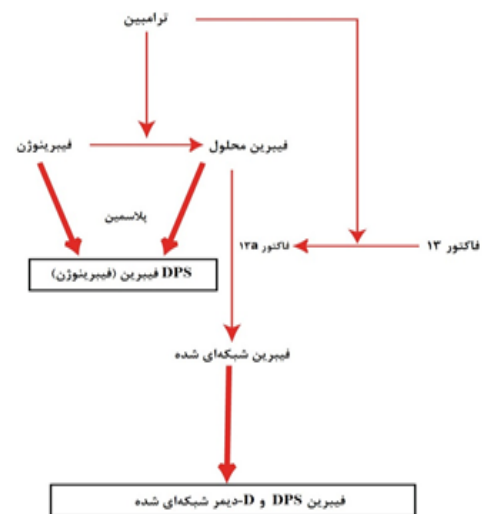 ترامبین
فیبرینوژن
فیبرین محلول
پلاسمین
فاکتور ۱۳
فاکتور ۱۳a
DPS فیبرین (فیبرینوژن)
فیبرین شبکه‌ای شده
فیبرین DPS و D-دیمر شبکه‌ای شده